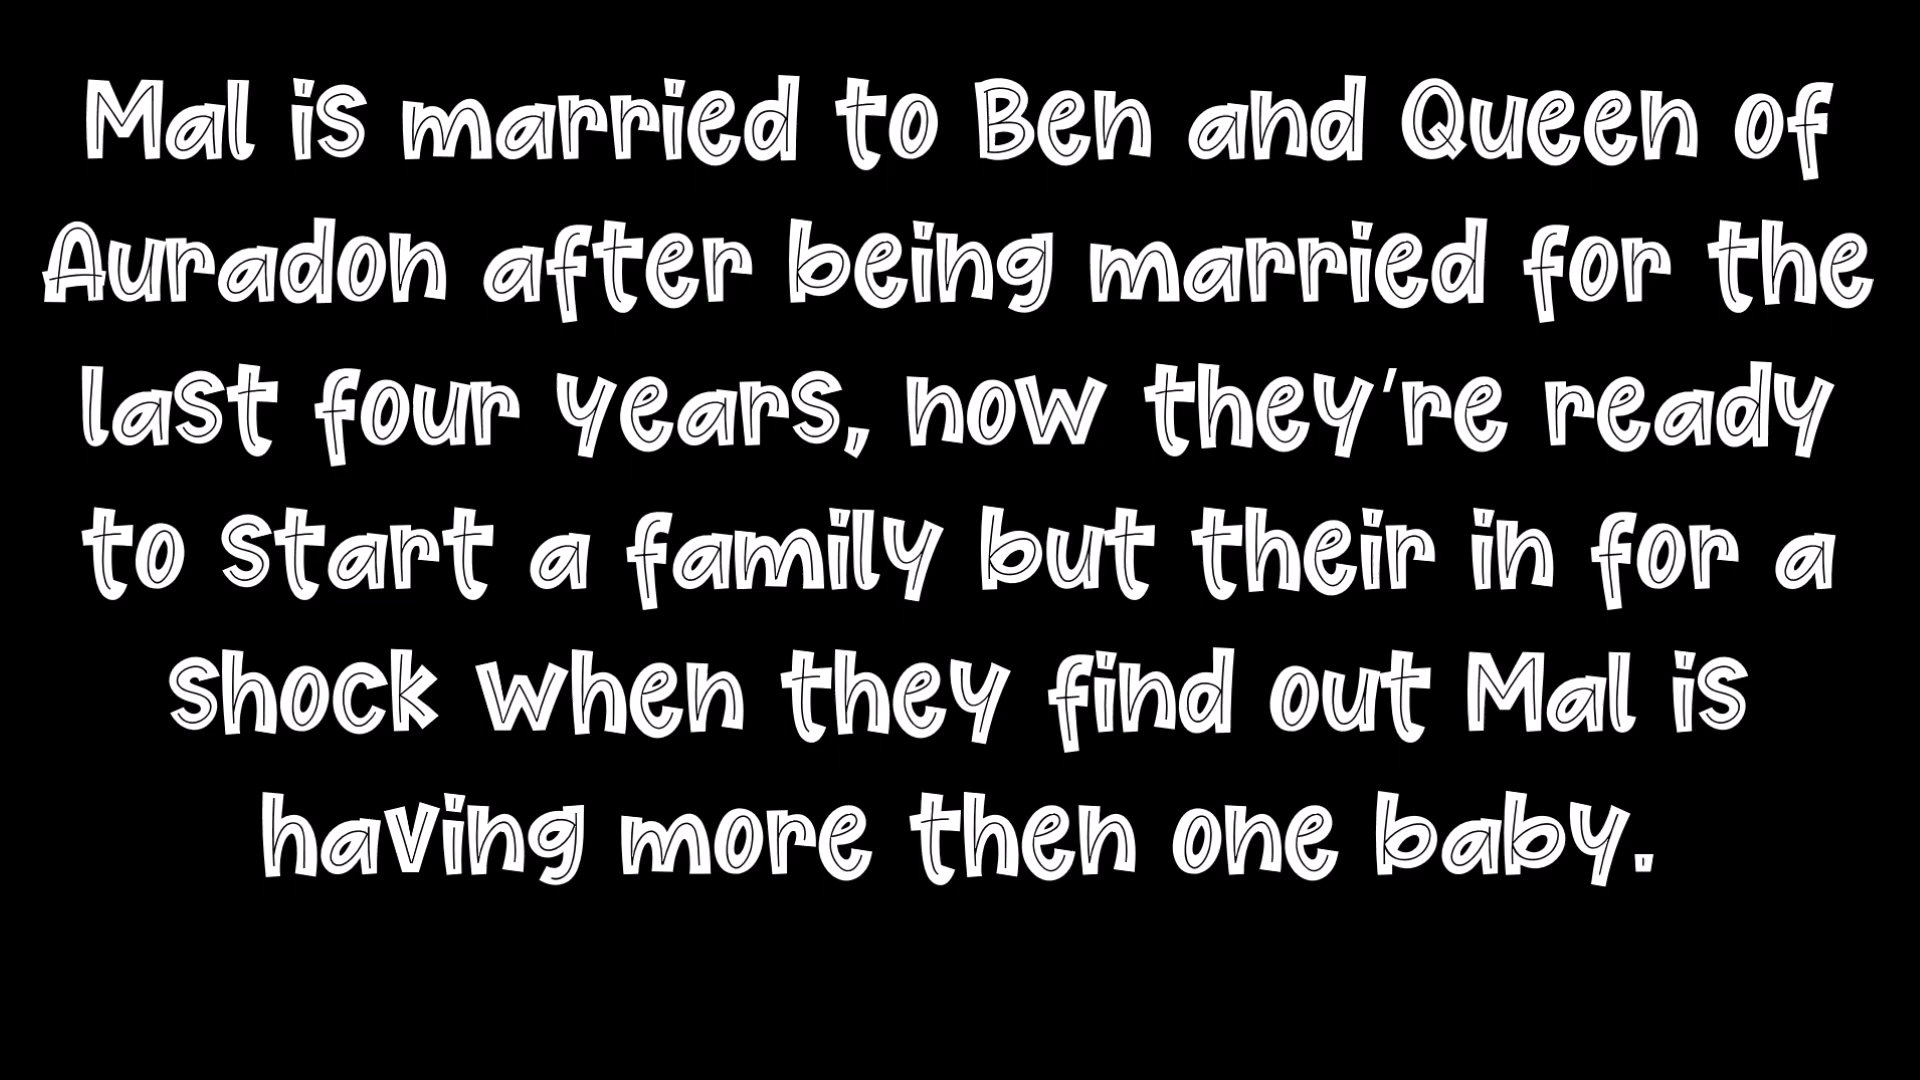 Mal is married to Ben and Queen of
Auradon after being married for the
last four years, now they're ready
to start a family but their in for a
shock when they find out Mal is
having more then one baby.